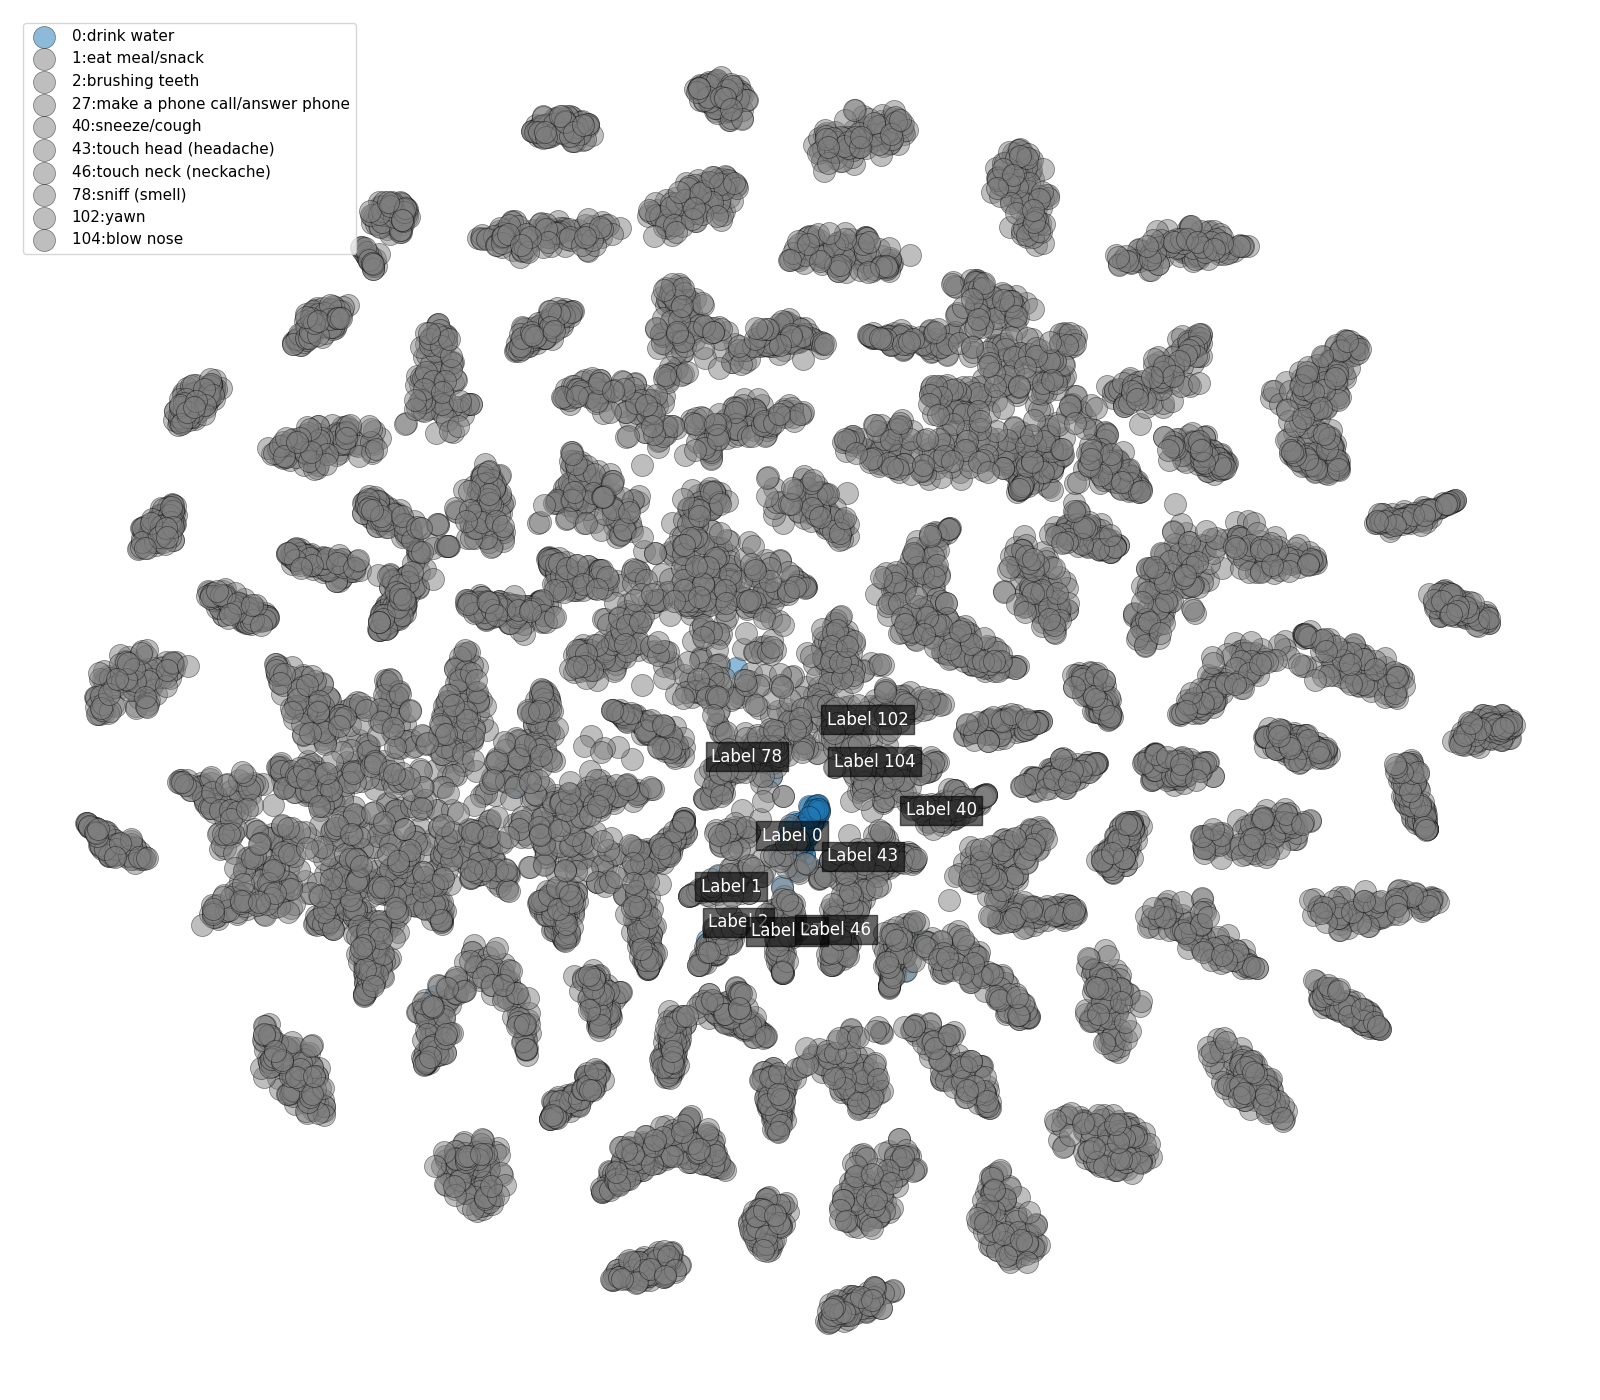 0:drink water
1:eat meal/snack
2:brushing teeth
27:make a phone call/answer phone
40:sneeze/cough
43:touch head (headache)
46:touch neck (neckache)
78:sniff (smell)
102:yawn
104:blow nose
Label 102
Label 78
Label 104
Label 40
Label 0
Label 43
Label 1
Label 2
Label 46